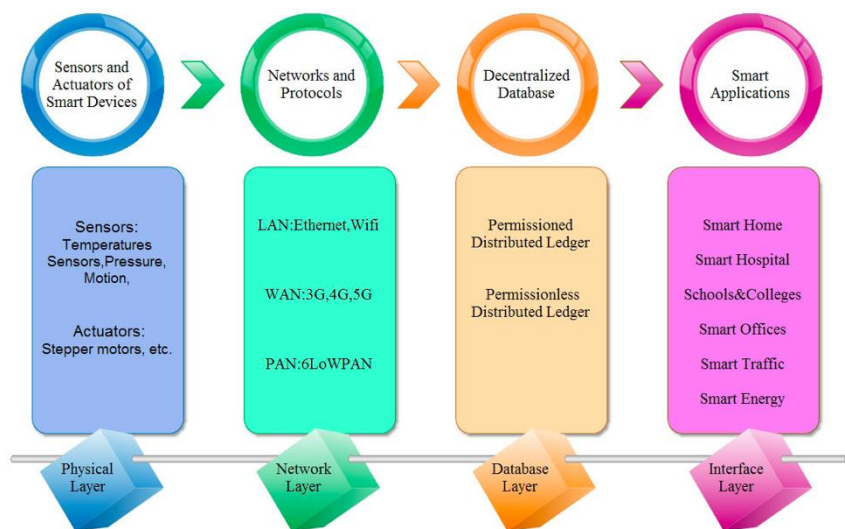 Sensors and
Actuators of
Smart Devices
Networks and
Protocols
Decentralized
Database
Smart
Applications
Sensors:
Temperatures
Sensors,Pressure,
Motion,
Actuators:
Stepper motors, etc.
LAN:Ethernet,Wifi
WAN:3G,4G,5G
PAN:6LoWPAN
Permissioned
Distributed Ledger
Permissionless
Distributed Ledger
Smart Home
Smart Hospital
Schools&Colleges
Smart Offices
Smart Traffic
Smart Energy
Physical
Layer
Network
Layer
Database
Layer
Interface
Layer